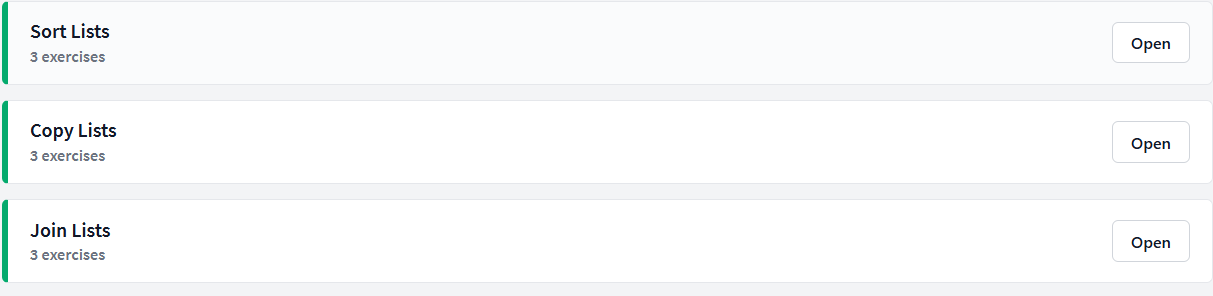 Sort Lists
3 exercises
Open
Copy Lists
3 exercises
Open
Join Lists
3 exercises
Open